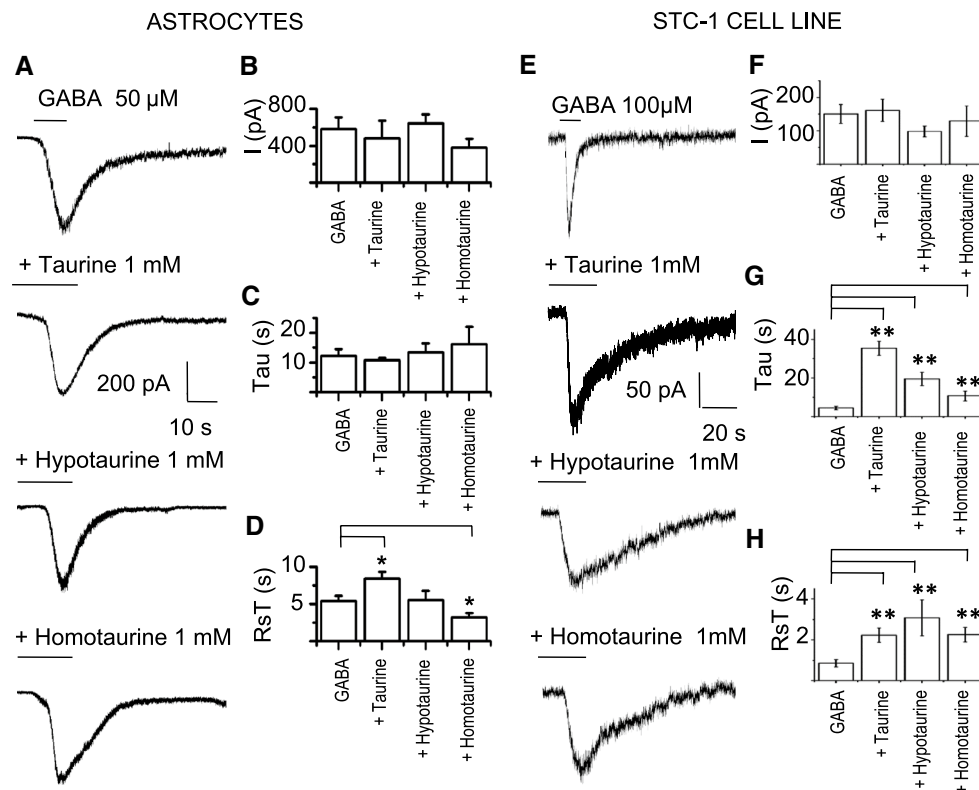 ASTROCYTES
STC-1 CELL LINE
A
GABA 50 µM
+ Taurine 1 mM
200 pA
10 s
+ Hypotaurine 1 mM
+ Homotaurine 1 mM
B
I (pA)
800
400
GABA
+ Taurine
+ Hypotaurine
+ Homotaurine
C
Tau (s)
20
10
GABA
+ Taurine
+ Hypotaurine
+ Homotaurine
D
RsT (s)
10
5
*
*
GABA
+ Taurine
+ Hypotaurine
+ Homotaurine
E
GABA 100µM
+ Taurine 1mM
50 pA
20 s
+ Hypotaurine 1mM
+ Homotaurine 1mM
F
I (pA)
200
100
GABA
+ Taurine
+ Hypotaurine
+ Homotaurine
G
Tau (s)
40
20
**
**
**
GABA
+ Taurine
+ Hypotaurine
+ Homotaurine
H
RsT (s)
4
2
**
**
**
GABA
+ Taurine
+ Hypotaurine
+ Homotaurine